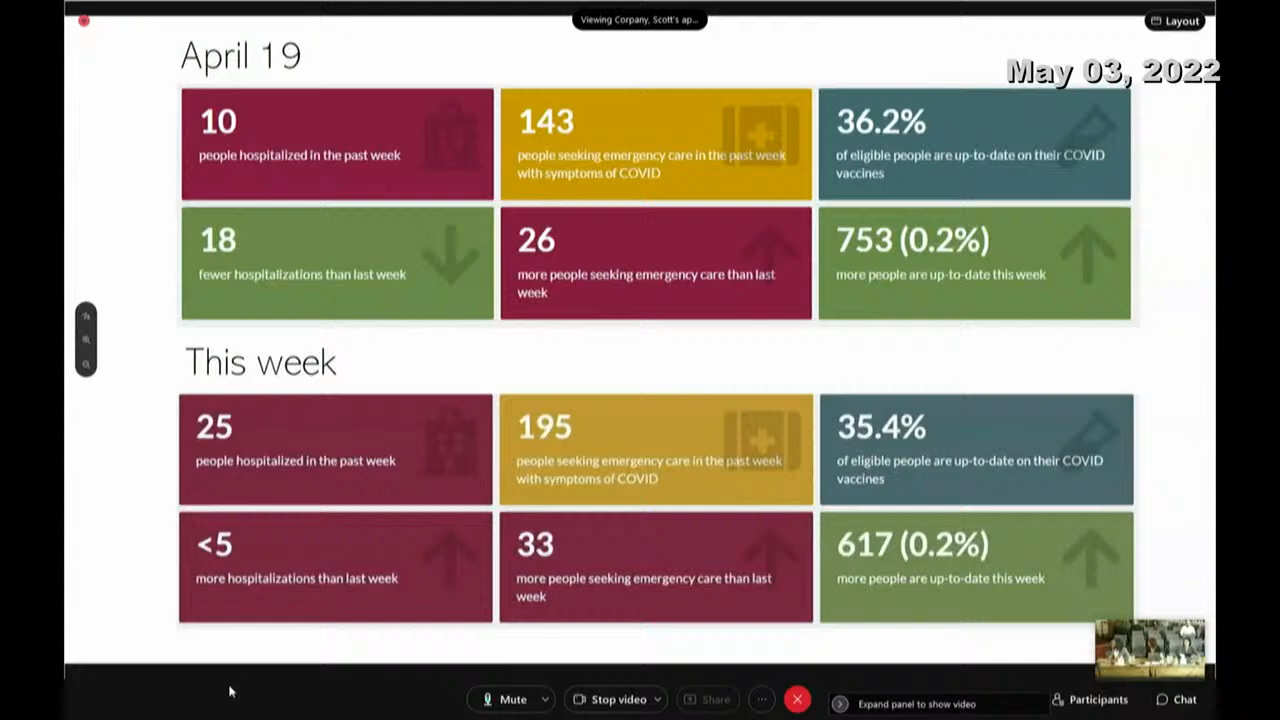 Viewing Corpany, Scott's ap...
Layout
May 03, 2022
April 19
10
people hospitalized in the past week
143
people seeking emergency care in the past week
with symptoms of COVID
36.2%
of eligible people are up-to-date on their COVID
vaccines
18
fewer hospitalizations than last week
26
more people seeking emergency care than last
week
753 (0.2%)
more people are up-to-date this week
This week
25
people hospitalized in the past week
195
people seeking emergency care in the past week
with symptoms of COVID
35.4%
of eligible people are up-to-date on their COVID
vaccines
<5
more hospitalizations than last week
33
more people seeking emergency care than last
week
617 (0.2%)
more people are up-to-date this week
Mute
Stop video
Share
Expand panel to show video
Participants
Chat